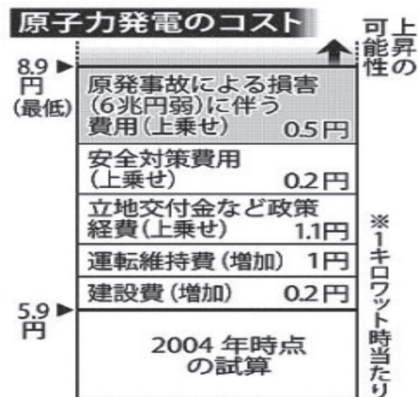 原子力発電のコスト
上昇の
可能性
8.9
円
(最低)
原発事故による損害
(6兆円弱)に伴う
費用(上乗せ) 0.5円
安全対策費用
(上乗せ) 0.2円
立地交付金など政策
経費(上乗せ) 1.1円
運転維持費(増加) 1円
建設費(増加) 0.2円
5.9
円
2004年時点
の試算
※1キロワット時当たり